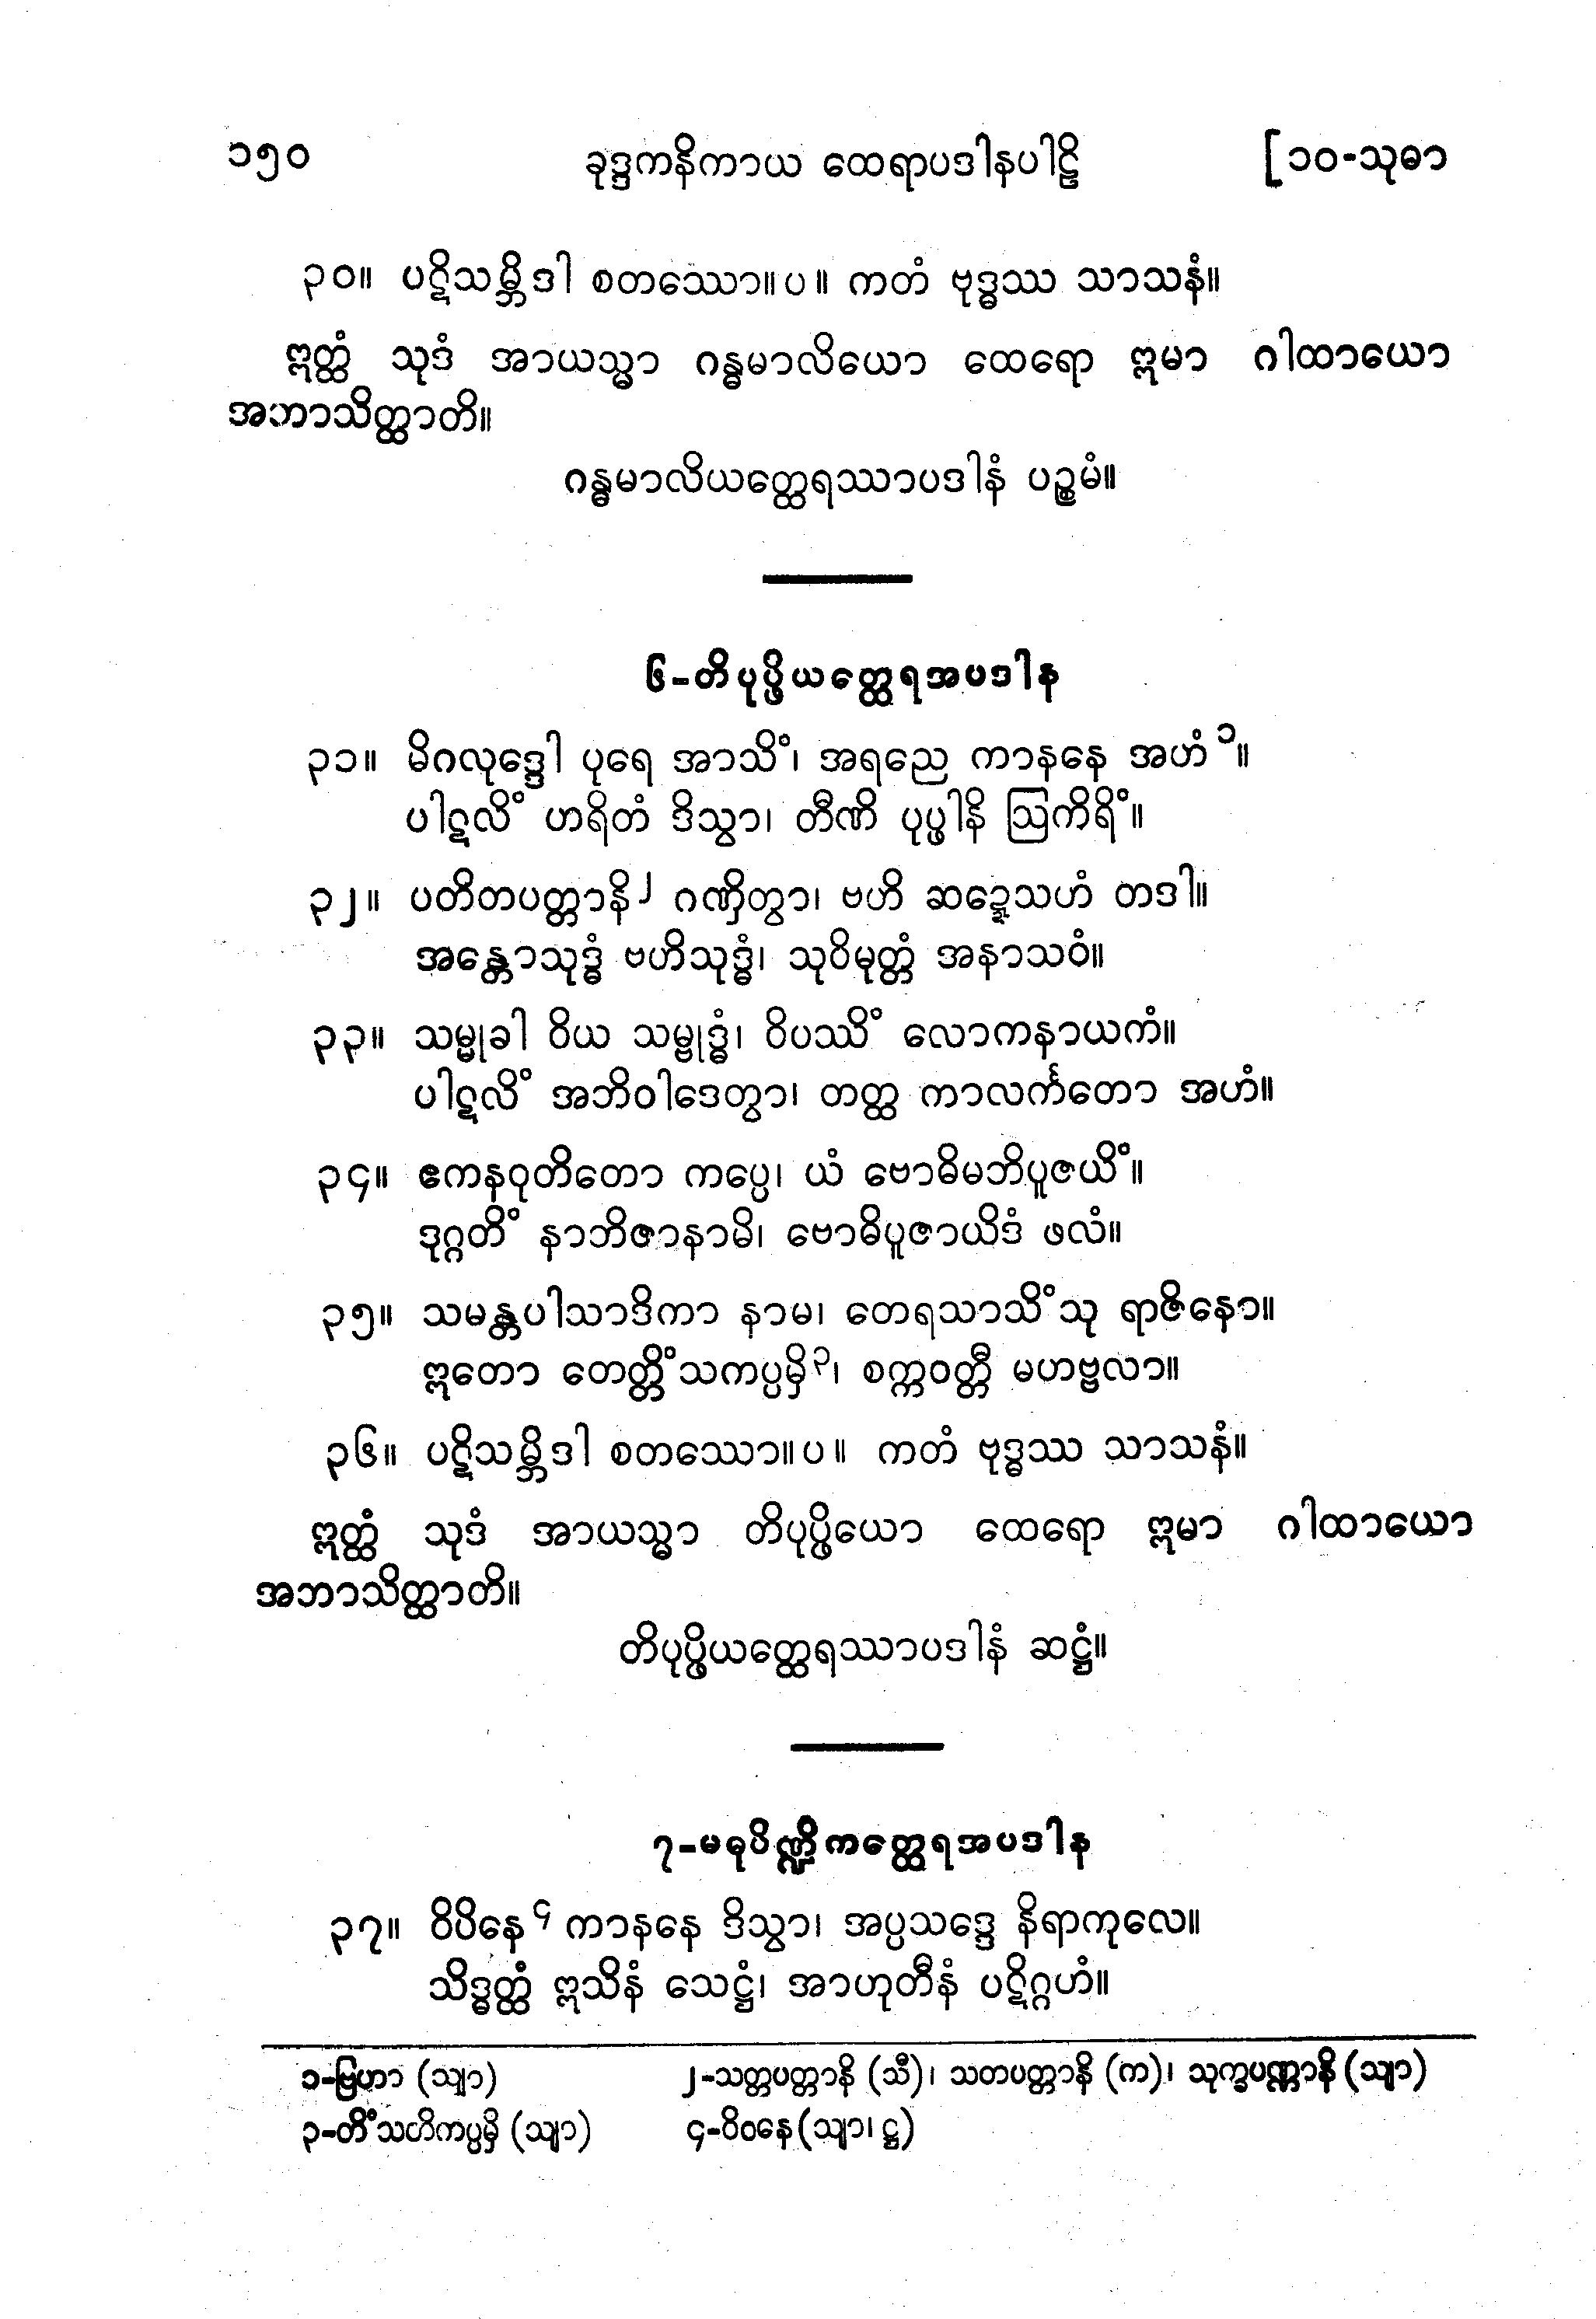 ၁၅၀ ခုဒ္ဒကနိကာယ ထေရာပဒါနပါဠိ [၁၀-သုဓာ
၃၀။ ပဋိသမ္ဘိဒါ စတဿော။ပ။ ကတံ ဗုဒ္ဓဿ သာသနံ။
ဣတ္ထံ သုဒံ အာယသ္မာ ဂန္ဓမာလိယော ထေရော ဣမာ ဂါထာယော
အဘာသိတ္ထာတိ။
ဂန္ဓမာလိယတ္ထေရဿာပဒါနံ ပဉ္စမံ။
၆-တိပုပ္ဖိယတ္ထေရအပဒါန
၃၁။ မိဂလုဒ္ဒေါ ပုရေ အာသိံ၊ အရညေ ကာနနေ အဟံ ၁။
ပါဋလိံ ဟရိတံ ဒိသွာ၊ တီဏိ ပုပ္ဖါနိ ဩကိရိံ။
၃၂။ ပတိတပတ္တာနိ၂ ဂဏှိတွာ၊ ဗဟိ ဆဍ္ဍေသဟံ တဒါ။
အန္တောသုဒ္ဓံ ဗဟိသုဒ္ဓံ၊ သုဝိမုတ္တံ အနာသဝံ။
၃၃။ သမ္မုခါ ဝိယ သမ္ဗုဒ္ဓံ၊ ဝိပဿိံ လောကနာယကံ။
ပါဋလိံ အဘိဝါဒေတွာ၊ တတ္ထ ကာလင်္ကတော အဟံ။
၃၄။ ဧကနဝုတိတော ကပ္ပေ၊ ယံ ဗောဓိမဘိပူဇယိံ။
ဒုဂ္ဂတိံ နာဘိဇာနာမိ၊ ဗောဓိပူဇာယိဒံ ဖလံ။
၃၅။ သမန္တပါသာဒိကာ နာမ၊ တေရသာသိံသု ရာဇိနော။
ဣတော တေတ္တိံသကပ္ပမှိ၃၊ စက္ကဝတ္တီ မဟဗ္ဗလာ။
၃၆။ ပဋိသမ္ဘိဒါ စတဿော။ပ။ ကတံ ဗုဒ္ဓဿ သာသနံ။
ဣတ္ထံ သုဒံ အာယသ္မာ တိပုပ္ဖိယော ထေရော ဣမာ ဂါထာယော
အဘာသိတ္ထာတိ။
တိပုပ္ဖိယတ္ထေရဿာပဒါနံ ဆဋ္ဌံ။
၇-မဓုပိဏ္ဍိကတ္ထေရအပဒါန
၃၇။ ဝိပိနေ ၄ ကာနနေ ဒိသွာ၊ အပ္ပသဒ္ဒေ နိရာကုလေ။
သိဒ္ဓတ္ထံ ဣသိနံ သေဋ္ဌံ၊ အာဟုတီနံ ပဋိဂ္ဂဟံ။
၁-ဗြဟာ (သျာ) ၂-သတ္တပတ္တာနိ (သီ)၊ သတပတ္တာနိ (က)၊ သုက္ခပဏ္ဏာနိ (သျာ)
၃-တိံသတိကပ္ပမှိ (သျာ) ၄-ဝိဝနေ (သျာ၊ ဋ္ဌ)